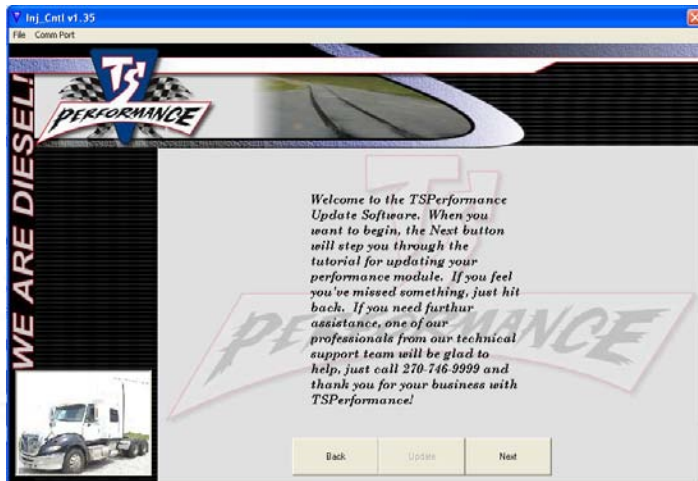 Inj_Cntl v1.35
File Comm Port
TS
PERFORMANCE
WE ARE DIESEL!
TS
PERFORMANCE
Welcome to the TSPerformance
Update Software. When you
want to begin, the Next button
will step you through the
tutorial for updating your
performance module. If you feel
you've missed something, just hit
back. If you need furthur
assistance, one of our
professionals from our technical
support team will be glad to
help, just call 270-746-9999 and
thank you for your business with
TSPerformance!
Back Update Next